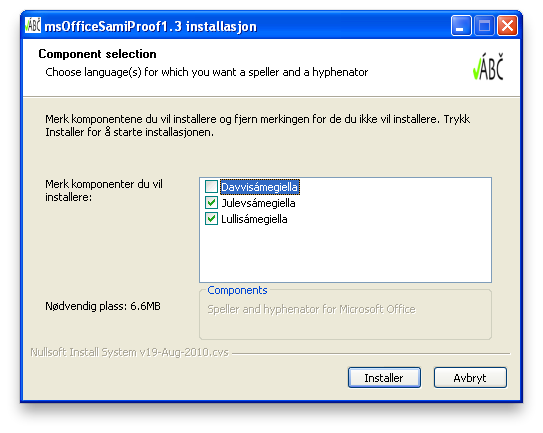 ÁBČ msOfficeSamiProof1.3 installasjon
Component selection
Choose language(s) for which you want a speller and a hyphenator
ÁBČ
Merk komponentene du vil installere og fjern merkingen for de du ikke vil installere. Trykk
Installer for å starte installasjonen.
Merk komponenter du vil
installere:
Davvisámegiella
Julevsámegiella
Lullisámegiella
Components
Speller and hyphenator for Microsoft Office
Nødvendig plass: 6.6MB
Nullsoft Install System v19-Aug-2010.cvs
Installer
Avbryt